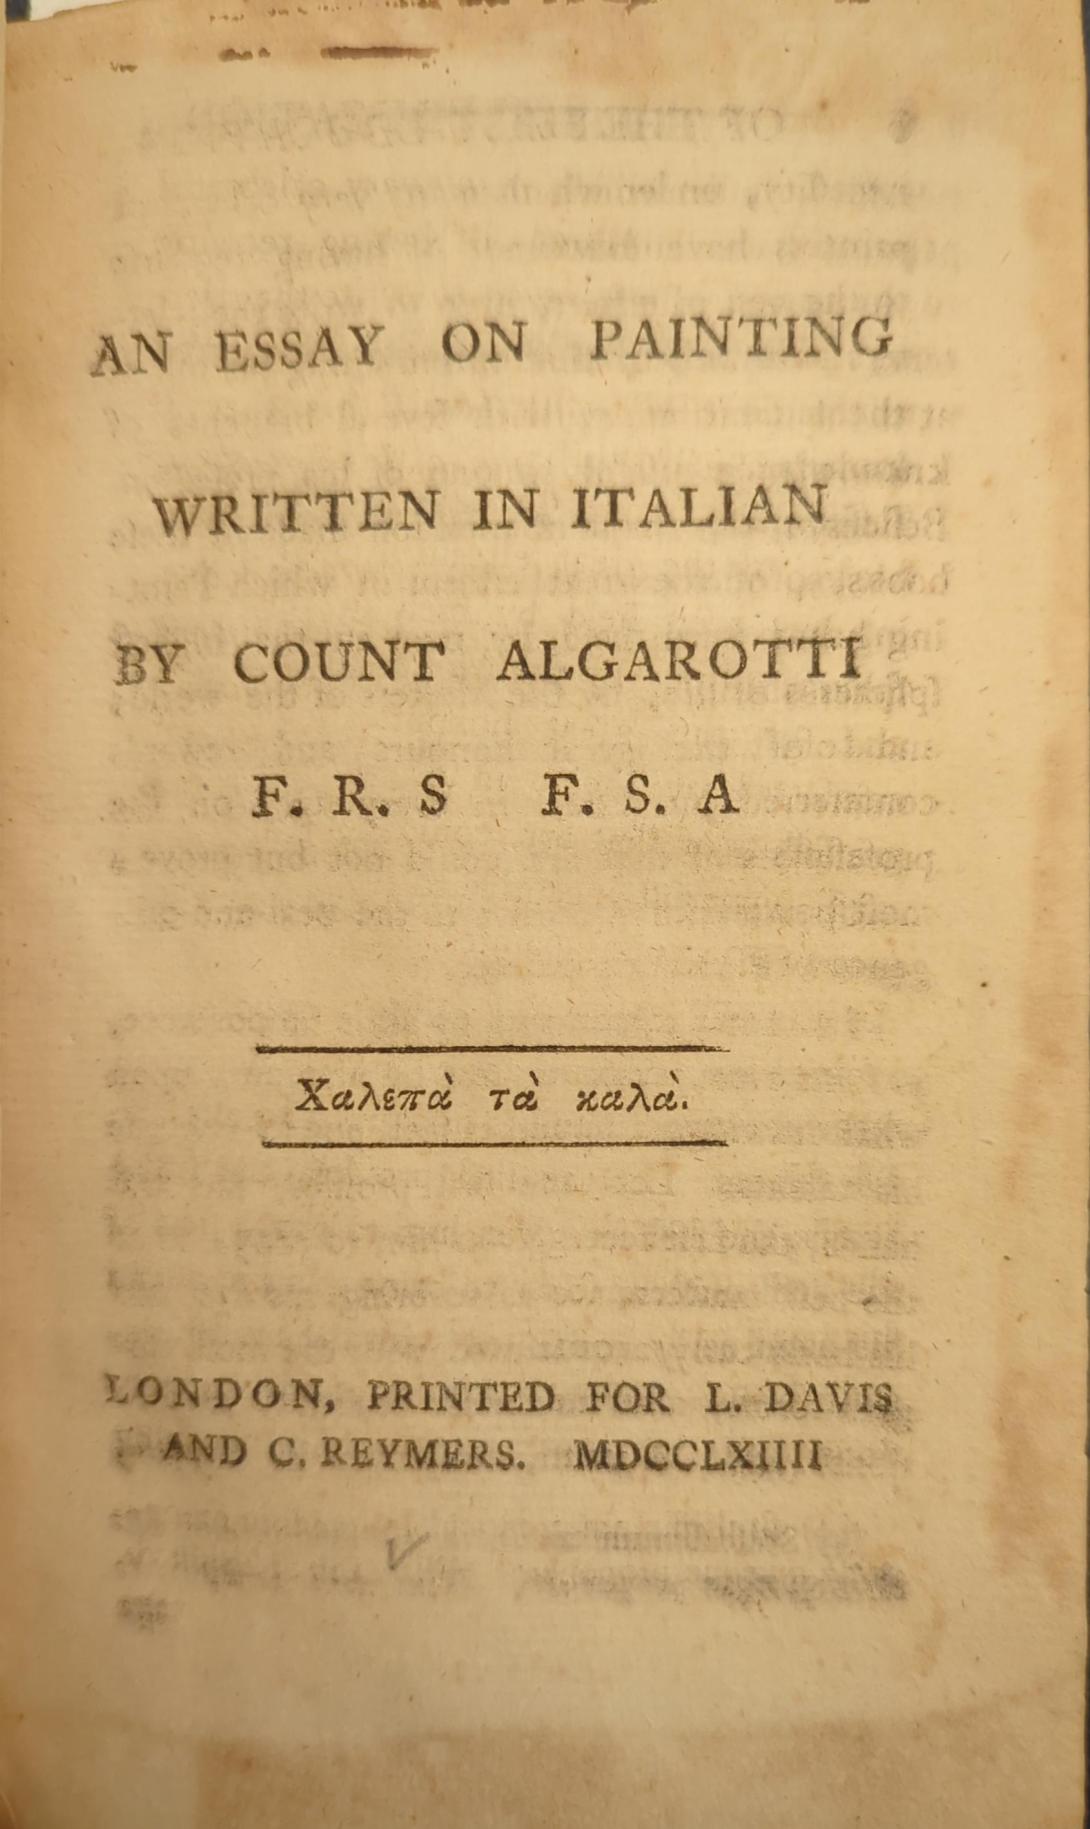 AN ESSAY ON PAINTING
WRITTEN IN ITALIAN
BY COUNT ALGAROTTI
F. R. S F. S. A
Χαλεπὰ τὰ καλὰ.
LONDON, PRINTED FOR L. DAVIS
AND C. REYMERS. MDCCLXIIII